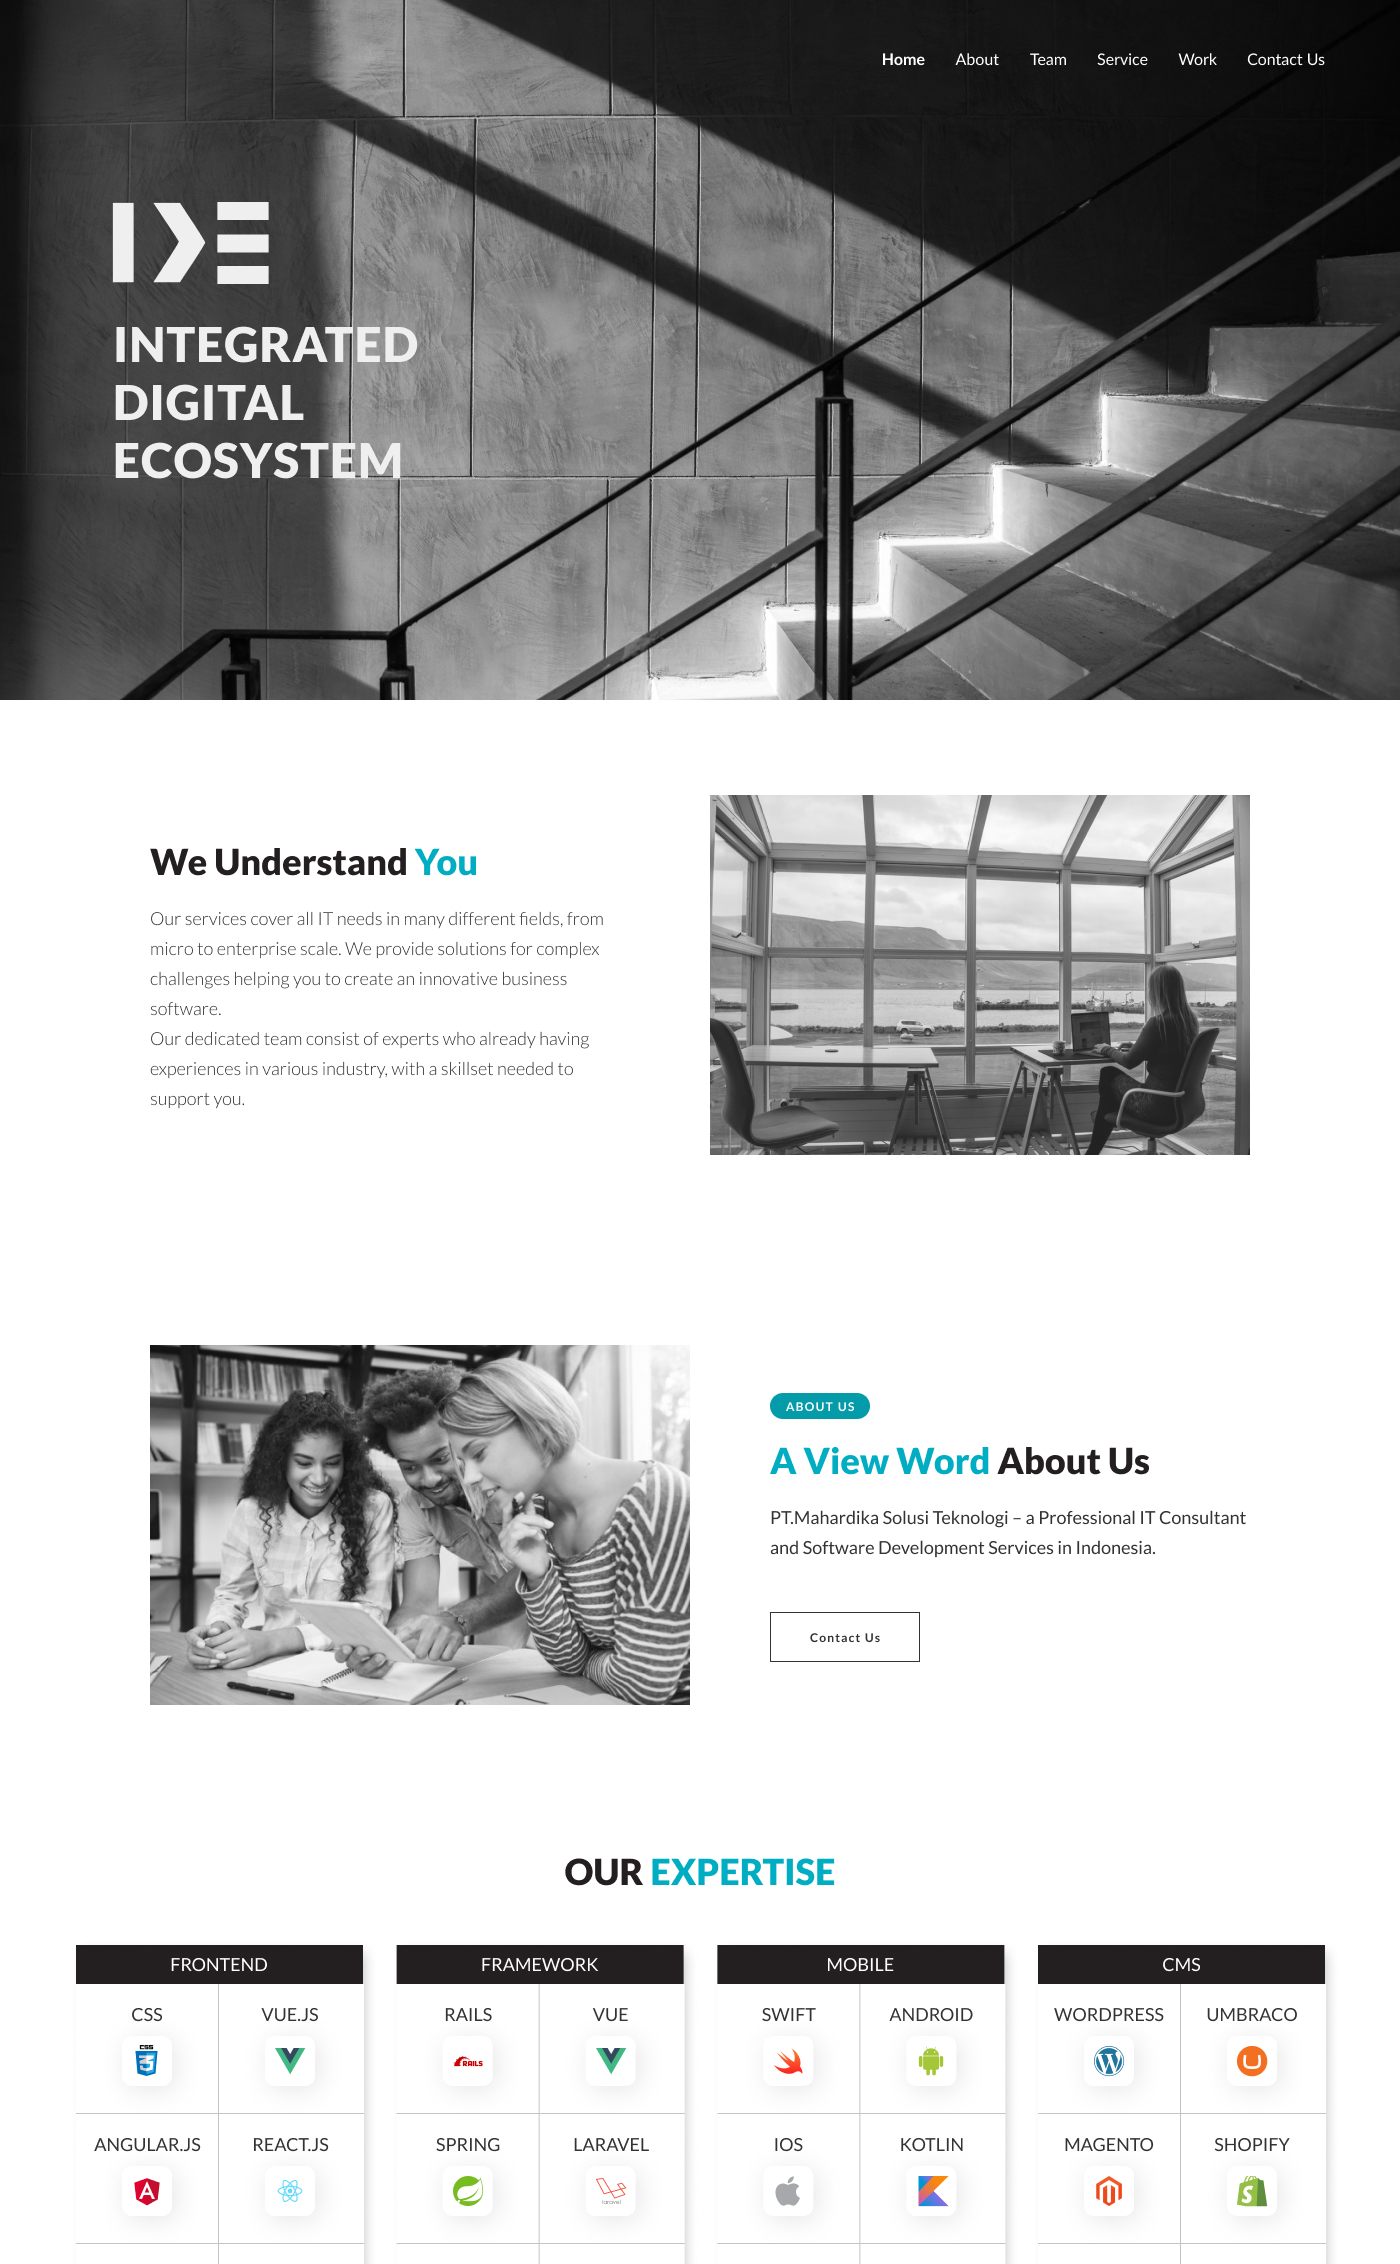 Home About Team Service Work Contact Us
IDE
INTEGRATED
DIGITAL
ECOSYSTEM
We Understand You
Our services cover all IT needs in many different fields, from
micro to enterprise scale. We provide solutions for complex
challenges helping you to create an innovative business
software.
Our dedicated team consist of experts who already having
experiences in various industry, with a skillset needed to
support you.
ABOUT US
A View Word About Us
PT.Mahardika Solusi Teknologi – a Professional IT Consultant
and Software Development Services in Indonesia.
Contact Us
OUR EXPERTISE
FRONTEND FRAMEWORK MOBILE CMS
CSS VUE.JS RAILS VUE SWIFT ANDROID WORDPRESS UMBRACO
CSS RAILS
ANGULAR.JS REACT.JS SPRING LARAVEL IOS KOTLIN MAGENTO SHOPIFY
laravel